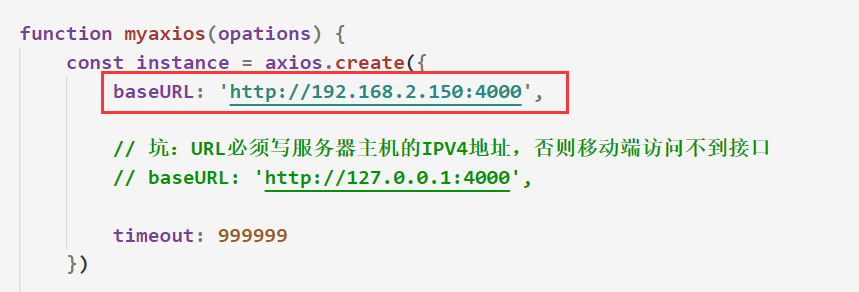 function myaxios(opations) {
const instance = axios.create({
baseURL: 'http://192.168.2.150:4000',
// 坑：URL必须写服务器主机的IPV4地址，否则移动端访问不到接口
// baseURL: 'http://127.0.0.1:4000',
timeout: 999999
})